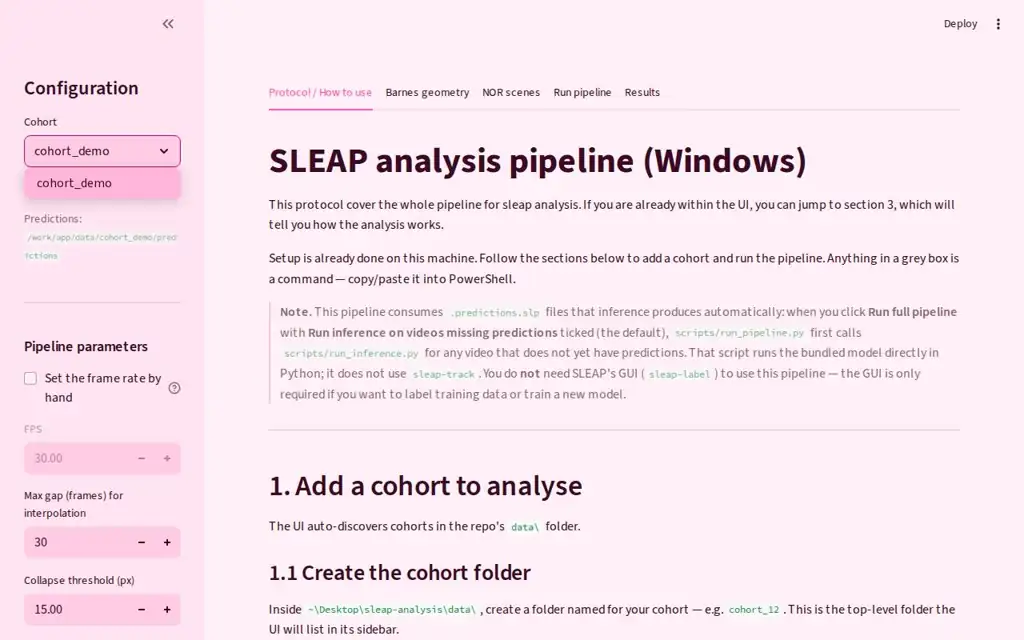 Deploy
Configuration
Cohort
cohort_demo
cohort_demo
Predictions:
/work/app/data/cohort_demo/pred
ictions
Pipeline parameters
Set the frame rate by
hand
FPS
30.00
Max gap (frames) for
interpolation
30
Collapse threshold (px)
15.00
Protocol / How to use
Barnes geometry
NOR scenes
Run pipeline
Results
SLEAP analysis pipeline (Windows)
This protocol cover the whole pipeline for sleap analysis. If you are already within the UI, you can jump to section 3, which will
tell you how the analysis works.
Setup is already done on this machine. Follow the sections below to add a cohort and run the pipeline. Anything in a grey box is
a command — copy/paste it into PowerShell.
Note. This pipeline consumes .predictions.slp files that inference produces automatically: when you click Run full pipeline
with Run inference on videos missing predictions ticked (the default), scripts/run_pipeline.py first calls
scripts/run_inference.py for any video that does not yet have predictions. That script runs the bundled model directly in
Python; it does not use sleap-track . You do not need SLEAP's GUI ( sleap-label ) to use this pipeline — the GUI is only
required if you want to label training data or train a new model.
1. Add a cohort to analyse
The UI auto-discovers cohorts in the repo's data\ folder.
1.1 Create the cohort folder
Inside ~\Desktop\sleap-analysis\data\ , create a folder named for your cohort — e.g. cohort_12 . This is the top-level folder the
UI will list in its sidebar.